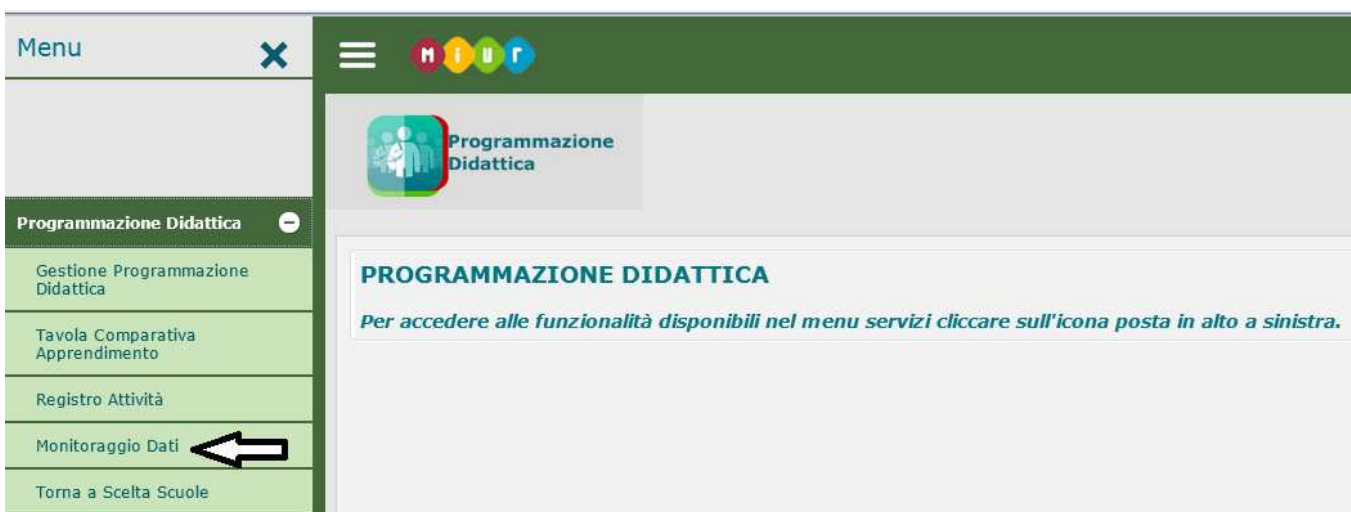 Menu
MIUr
Programmazione
Didattica
Programmazione Didattica
Gestione Programmazione
Didattica
Tavola Comparativa
Apprendimento
Registro Attività
Monitoraggio Dati
Torna a Scelta Scuole
PROGRAMMAZIONE DIDATTICA
Per accedere alle funzionalità disponibili nel menu servizi cliccare sull'icona posta in alto a sinistra.